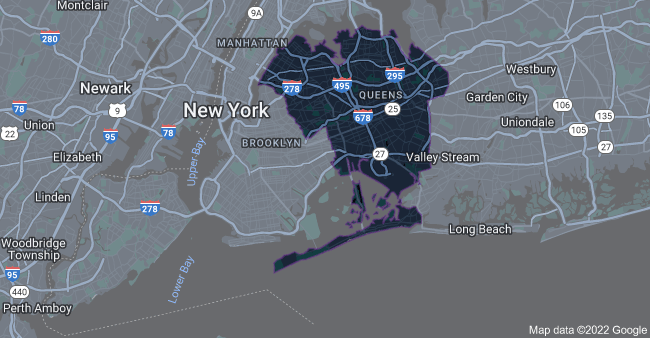 Montclair
9A
MANHATTAN
280
Westbury
295
Newark
278
495
QUEENS
Garden City
78
9
New York
25
106
135
Union
95
78
678
Uniondale
105
22
BROOKLYN
27
27
Elizabeth
Upper Bay
Valley Stream
Linden
278
Long Beach
Woodbridge
Township
95
Lower Bay
440
Perth Amboy
Map data ©2022 Google